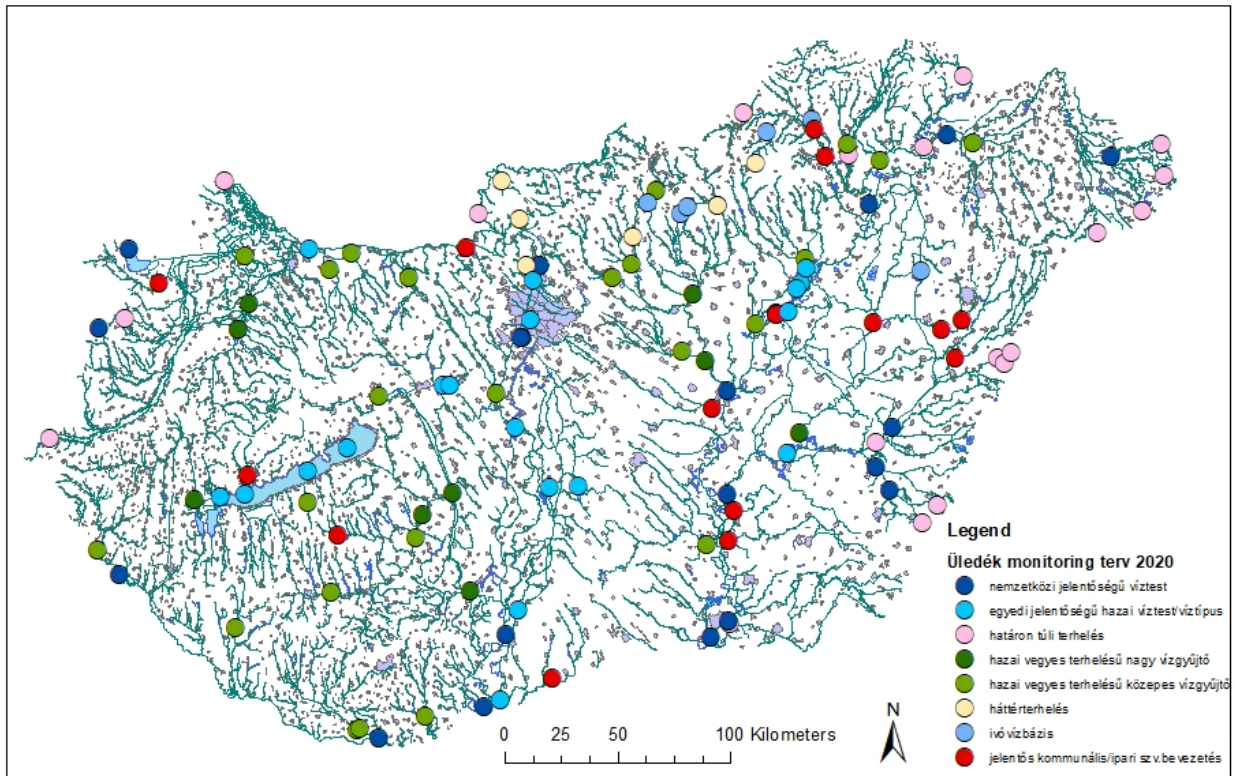 Legend
Üledék monitoring terv 2020
nemzetközi jelentőségű víztest
egyedi jelentőségű hazai víztest/víztípus
határon túli terhelés
hazai vegyes terhelésű nagy vízgyűjtő
hazai vegyes terhelésű közepes vízgyűjtő
háttérterhelés
ivóvízbázis
jelentős kommunális/ipari szv.bevezetés
N
0 25 50 100 Kilometers